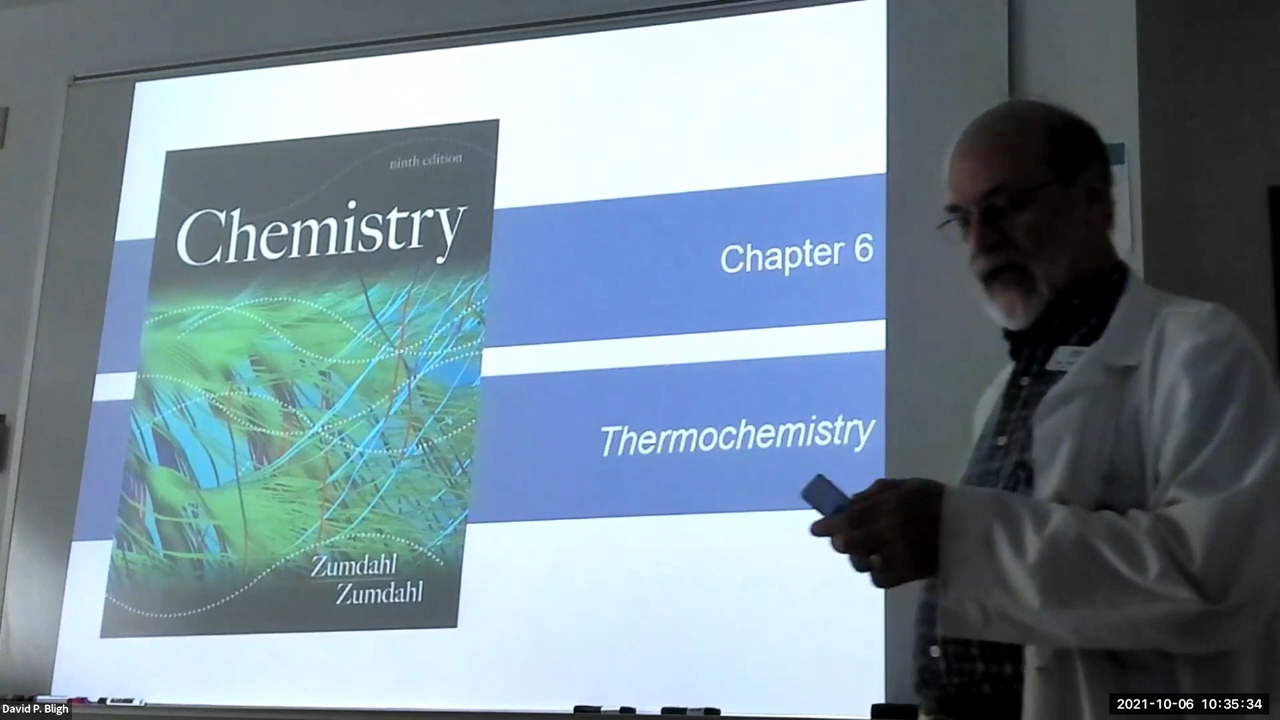 ninth edition
Chemistry
Zumdahl
Zumdahl
Chapter 6
Thermochemistry
David P. Bligh
2021-10-06 10:35:34